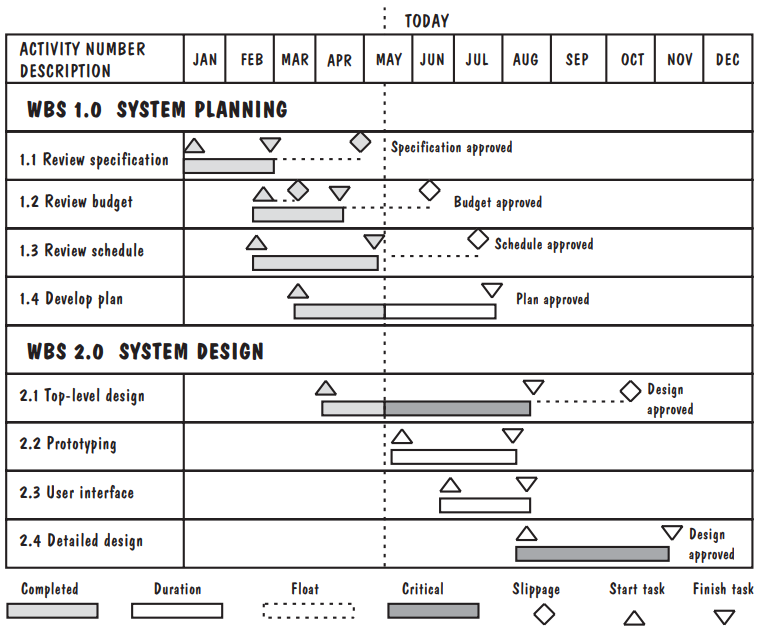 TODAY
ACTIVITY NUMBER
DESCRIPTION
JAN FEB MAR APR MAY JUN JUL AUG SEP OCT NOV DEC
WBS 1.0 SYSTEM PLANNING
1.1 Review specification
Specification approved
1.2 Review budget
Budget approved
1.3 Review schedule
Schedule approved
1.4 Develop plan
Plan approved
WBS 2.0 SYSTEM DESIGN
2.1 Top-level design
Design
approved
2.2 Prototyping
2.3 User interface
2.4 Detailed design
Design
approved
Completed Duration Float Critical Slippage Start task Finish task